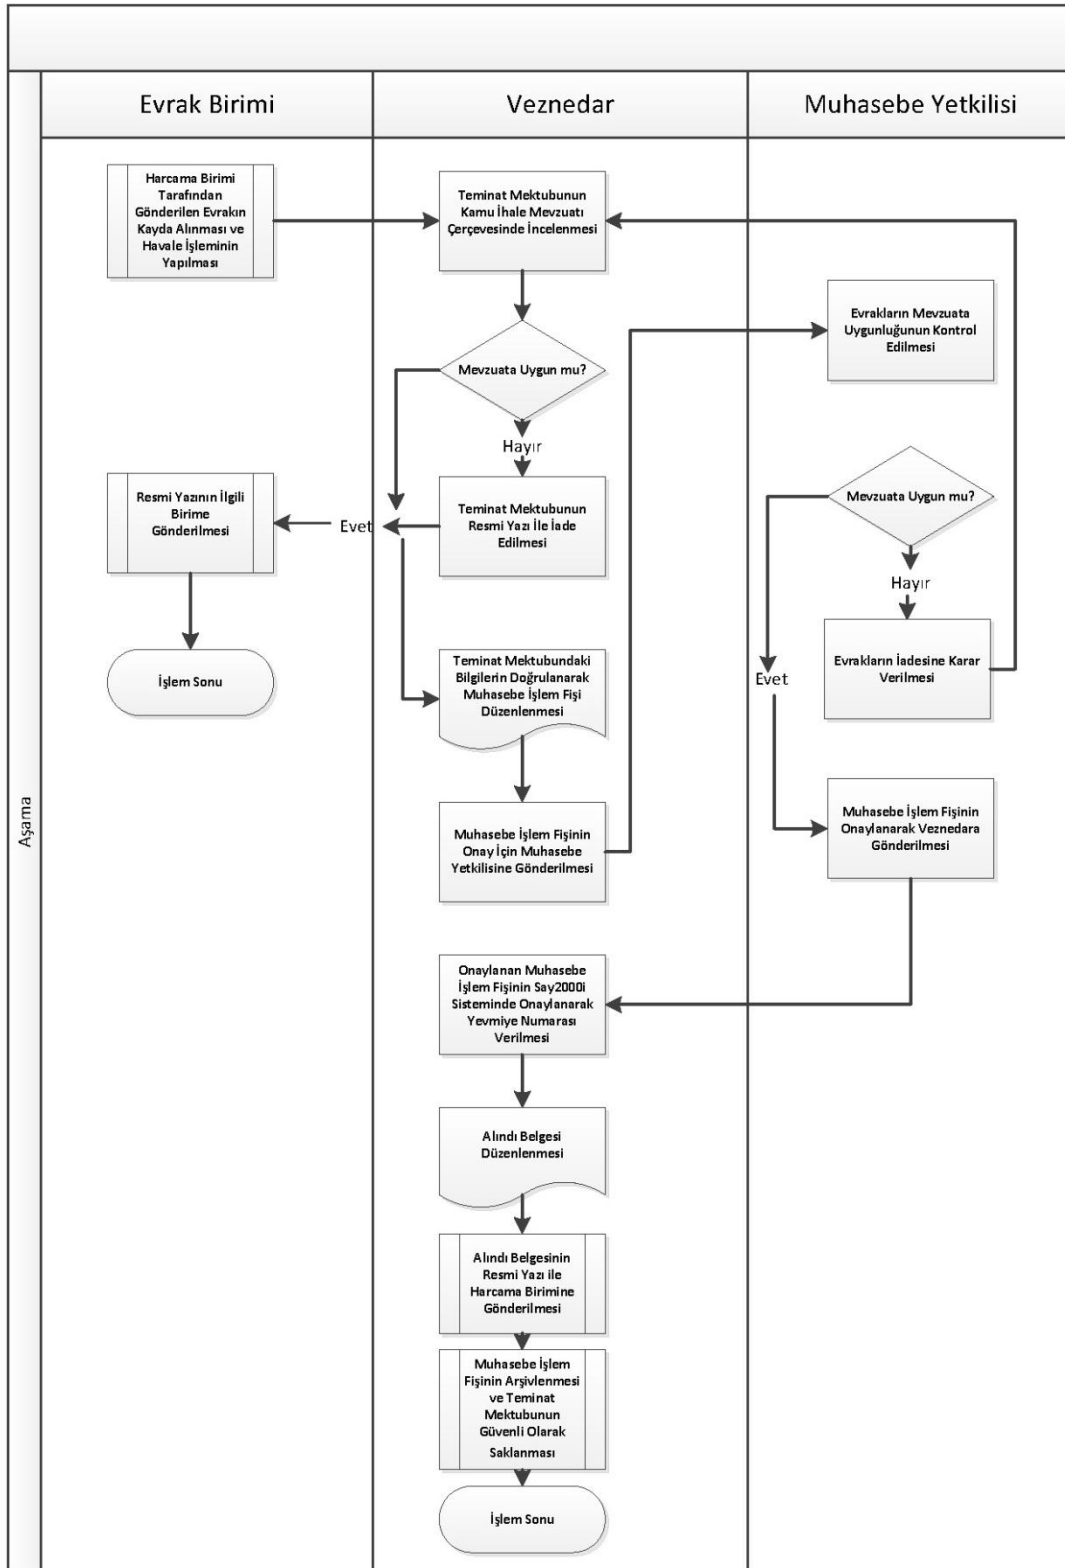 Evrak Birimi
Veznedar
Muhasebe Yetkilisi
Aşama
Harcama Birimi
Tarafından
Gönderilen Evrakın
Kayda Alınması ve
Havale İşleminin
Yapılması
Teminat Mektubunun
Kamu İhale Mevzuatı
Çerçevesinde İncelenmesi
Evrakların Mevzuata
Uygunluğunun Kontrol
Edilmesi
Mevzuata Uygun mu?
Hayır
Mevzuata Uygun mu?
Resmi Yazının İlgili
Birime
Gönderilmesi
Evet
Teminat Mektubunun
Resmi Yazı İle İade
Edilmesi
Hayır
İşlem Sonu
Teminat Mektubundaki
Bilgilerin Doğrulanarak
Muhasebe İşlem Fişi
Düzenlenmesi
Evet
Evrakların İadesine Karar
Verilmesi
Muhasebe İşlem Fişinin
Onay İçin Muhasebe
Yetkilisine Gönderilmesi
Muhasebe İşlem Fişinin
Onaylanarak Veznedara
Gönderilmesi
Onaylanan Muhasebe
İşlem Fişinin Say2000i
Sisteminde Onaylanarak
Yevmiye Numarası
Verilmesi
Alındı Belgesi
Düzenlenmesi
Alındı Belgesinin
Resmi Yazı ile
Harcama Birimine
Gönderilmesi
Muhasebe İşlem
Fişinin Arşivlenmesi
ve Teminat
Mektubunun
Güvenli Olarak
Saklanması
İşlem Sonu